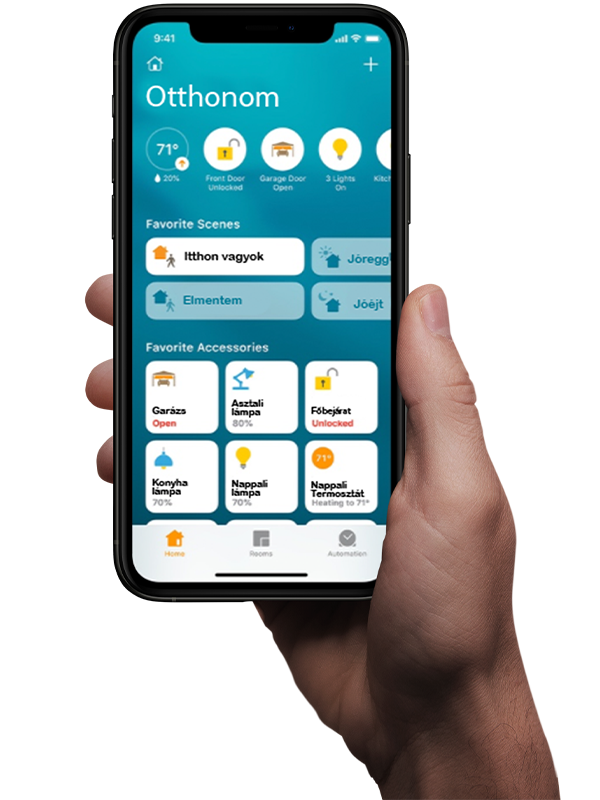 9:41
Otthonom
71°
20%
Front Door
Unlocked
Garage Door
Open
3 Lights
On
Kitch
Favorite Scenes
Itthon vagyok
Jóregg
Elmentem
Jóéjt
Favorite Accessories
Garázs
Open
Asztali
lámpa
80%
Főbejárat
Unlocked
Konyha
lámpa
70%
Nappali
lámpa
70%
71°
Nappali
Termosztát
Heating to 71°
Home
Rooms
Automation